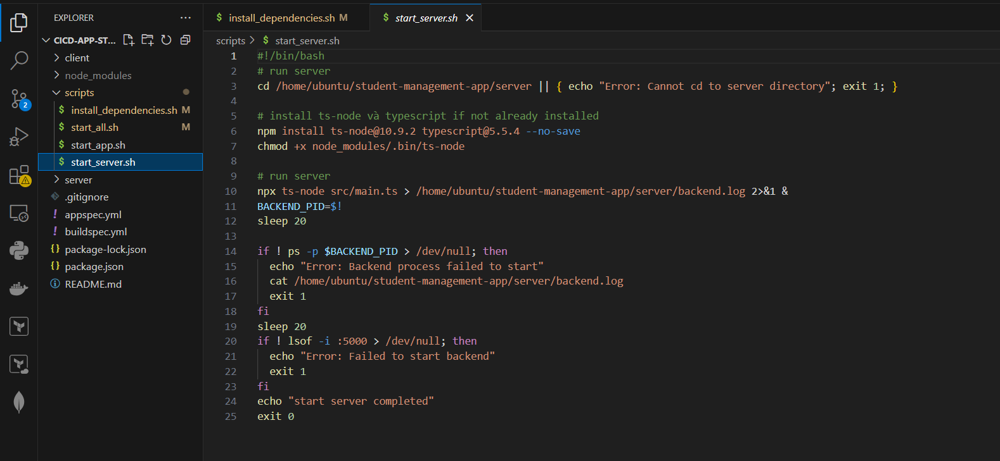 EXPLORER
CICD-APP-ST...
client
node_modules
scripts
install_dependencies.sh M
start_all.sh M
start_app.sh
start_server.sh
server
.gitignore
appspec.yml
buildspec.yml
package-lock.json
package.json
README.md
2
$ install_dependencies.sh M
$ start_server.sh
scripts > $ start_server.sh
1 #!/bin/bash
2 # run server
3 cd /home/ubuntu/student-management-app/server || { echo "Error: Cannot cd to server directory"; exit 1; }
4
5 # install ts-node và typescript if not already installed
6 npm install ts-node@10.9.2 typescript@5.5.4 --no-save
7 chmod +x node_modules/.bin/ts-node
8
9 # run server
10 npx ts-node src/main.ts > /home/ubuntu/student-management-app/server/backend.log 2>&1 &
11 BACKEND_PID=$!
12 sleep 20
13
14 if ! ps -p $BACKEND_PID > /dev/null; then
15 echo "Error: Backend process failed to start"
16 cat /home/ubuntu/student-management-app/server/backend.log
17 exit 1
18 fi
19 sleep 20
20 if ! lsof -i :5000 > /dev/null; then
21 echo "Error: Failed to start backend"
22 exit 1
23 fi
24 echo "start server completed"
25 exit 0